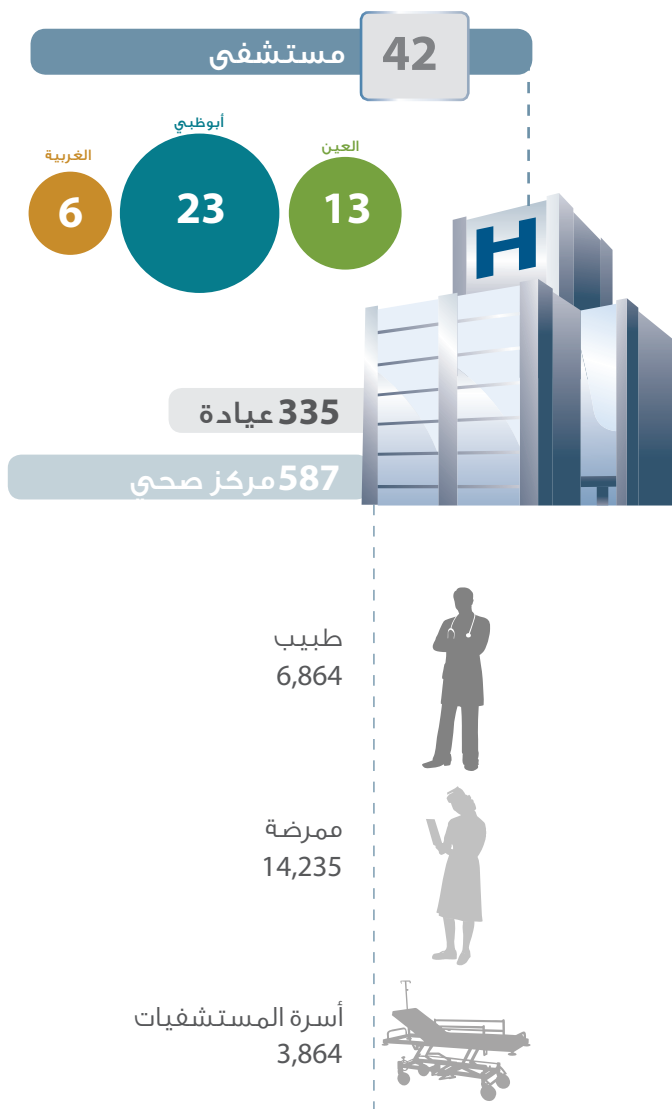 42 مستشفى
العين
13
أبوظبي
23
الغربية
6
H
335 عيادة
587 مركز صحي
طبيب
6,864
ممرضة
14,235
أسرة المستشفيات
3,864